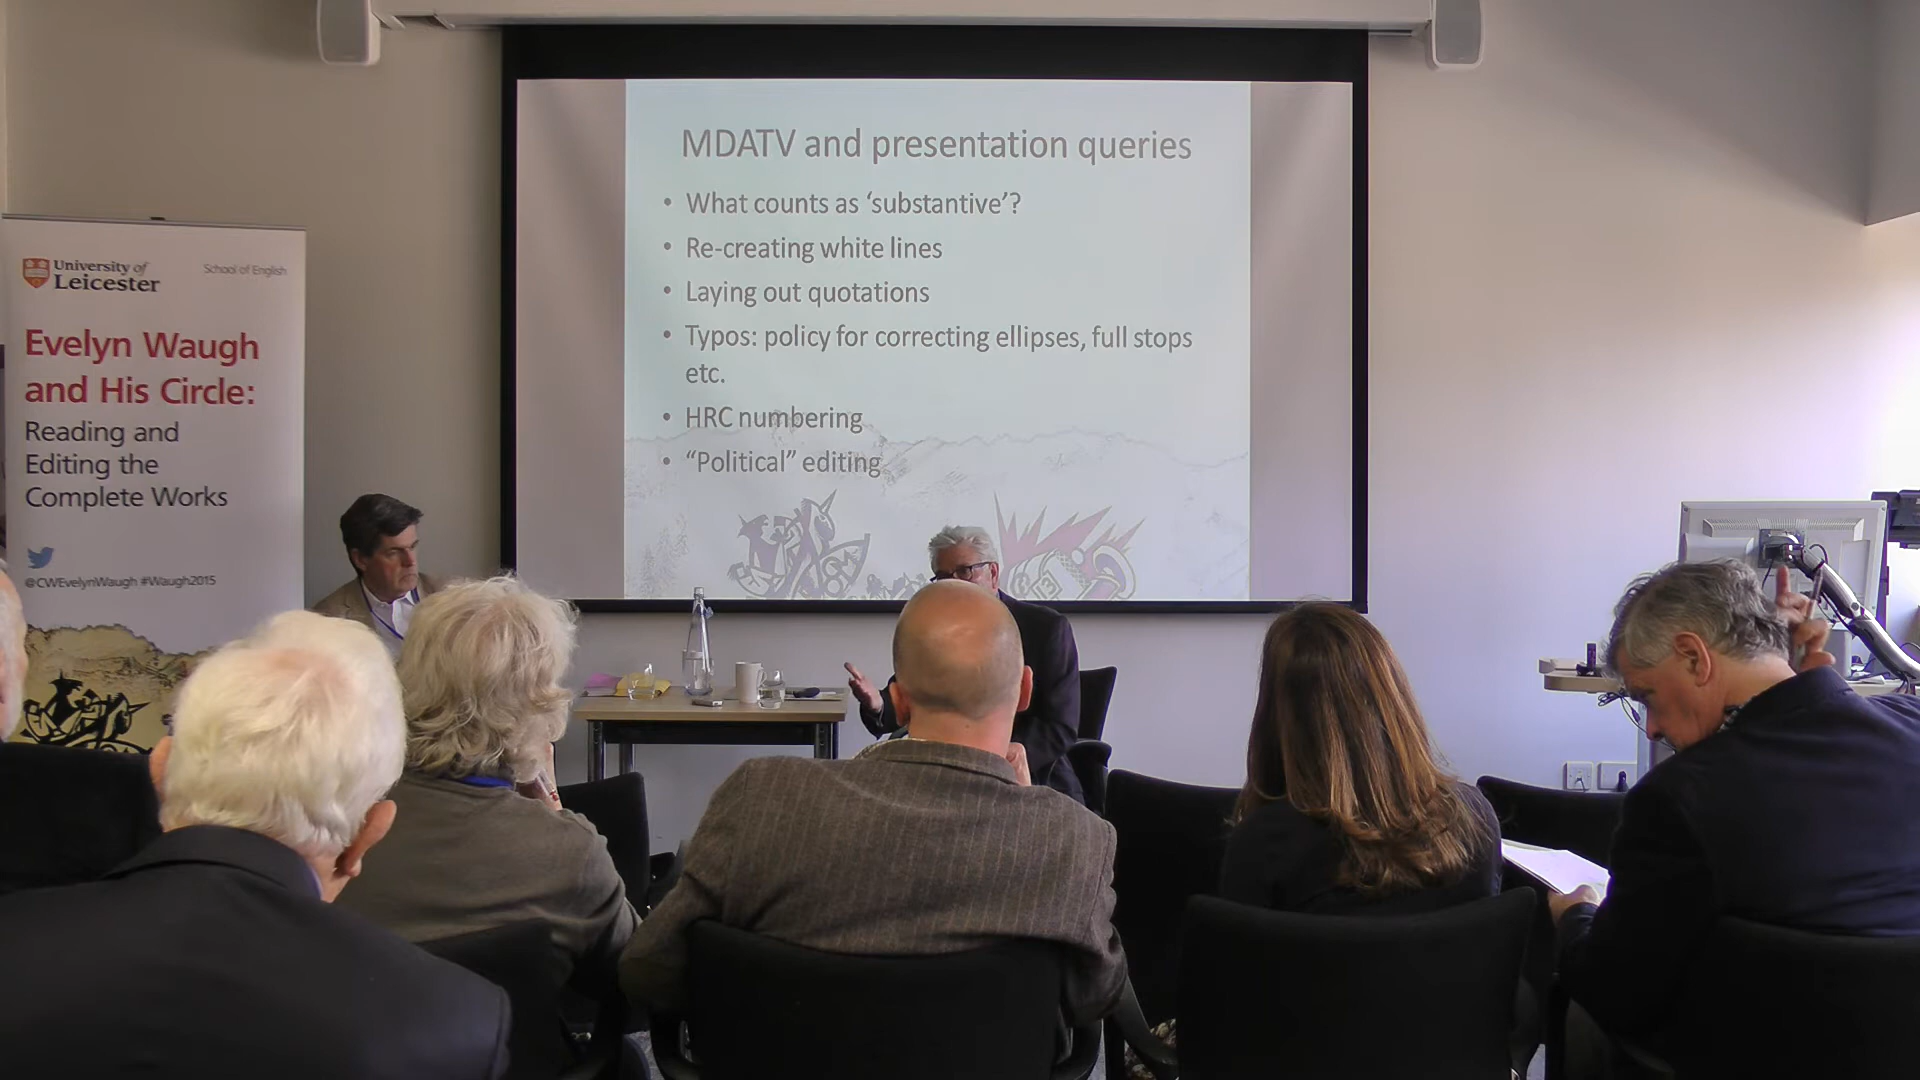 MDATV and presentation queries
• What counts as ‘substantive’?
• Re-creating white lines
• Laying out quotations
• Typos: policy for correcting ellipses, full stops
etc.
• HRC numbering
• “Political” editing
University of
Leicester
School of English
Evelyn Waugh
and His Circle:
Reading and
Editing the
Complete Works
@CWEvelynWaugh #Waugh2015